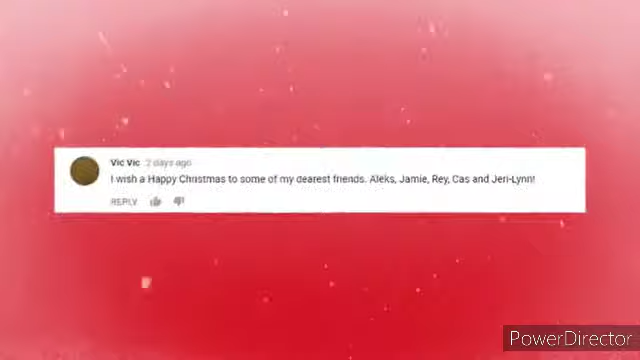 Vic Vic 2 days ago
I wish a Happy Christmas to some of my dearest friends. Aleks, Jamie, Rey, Cas and Jeri-Lynn!
REPLY
PowerDirector